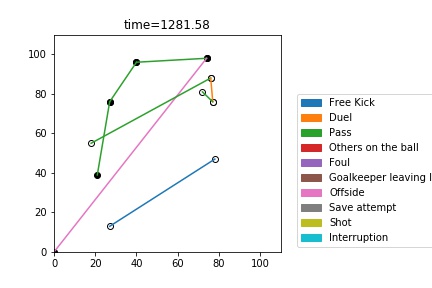 time=1281.58
100
80
60
40
20
0
0 20 40 60 80 100
Free Kick
Duel
Pass
Others on the ball
Foul
Goalkeeper leaving l
Offside
Save attempt
Shot
Interruption